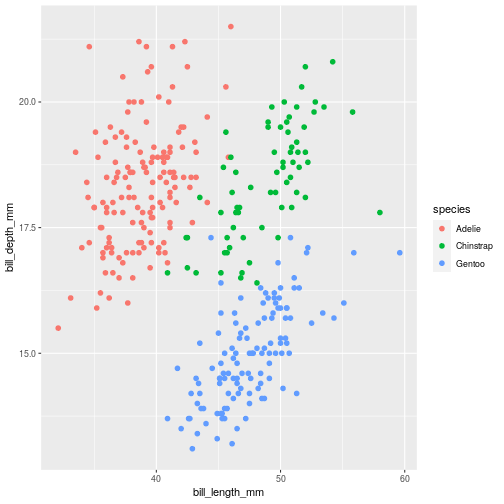 bill_depth_mm
20.0
17.5
15.0
40
50
60
bill_length_mm
species
Adelie
Chinstrap
Gentoo